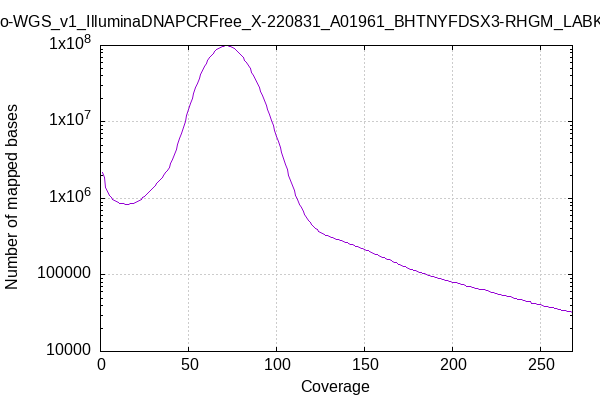 o-WGS_v1_IlluminaDNAPCRFree_X-220831_A01961_BHTNYFDSX3-RHGM_LABK
1x10^8
1x10^7
1x10^6
100000
10000
Number of mapped bases
0 50 100 150 200 250
Coverage